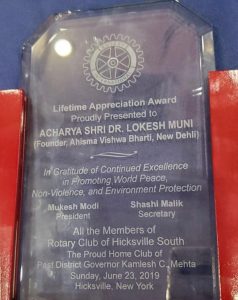 Lifetime Appreciation Award
Proudly Presented to
ACHARYA SHRI DR. LOKESH MUNI
(Founder, Ahisma Vishwa Bharti, New Dehli)
In Gratitude of Continued Excellence
in Promoting World Peace,
Non-Violence, and Environment Protection
Mukesh Modi Shashi Malik
President Secretary
All the Members of
Rotary Club of Hicksville South
The Proud Home Club of
Past District Governor Kamlesh C. Mehta
Sunday, June 23, 2019
Hicksville, New York